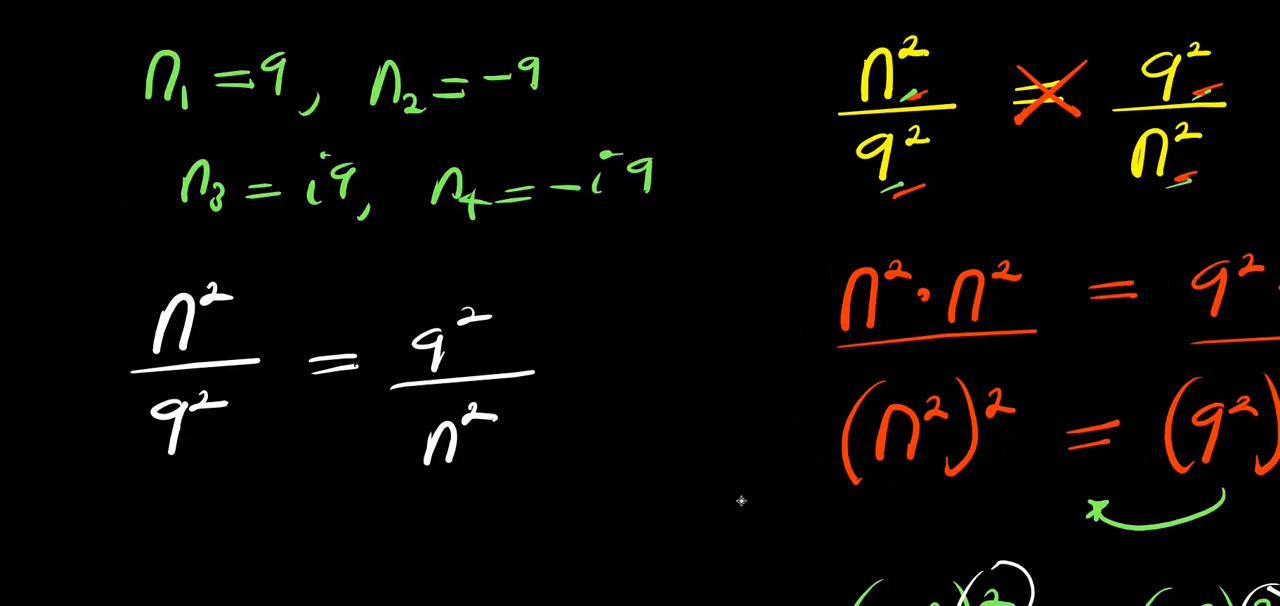 n₁ = 9, n₂ = -9
n₃ = i9, n₄ = -i9
n²/9² = 9²/n²
n²/9² = 9²/n²
n² · n² = 9²
(n²)² = (9²)